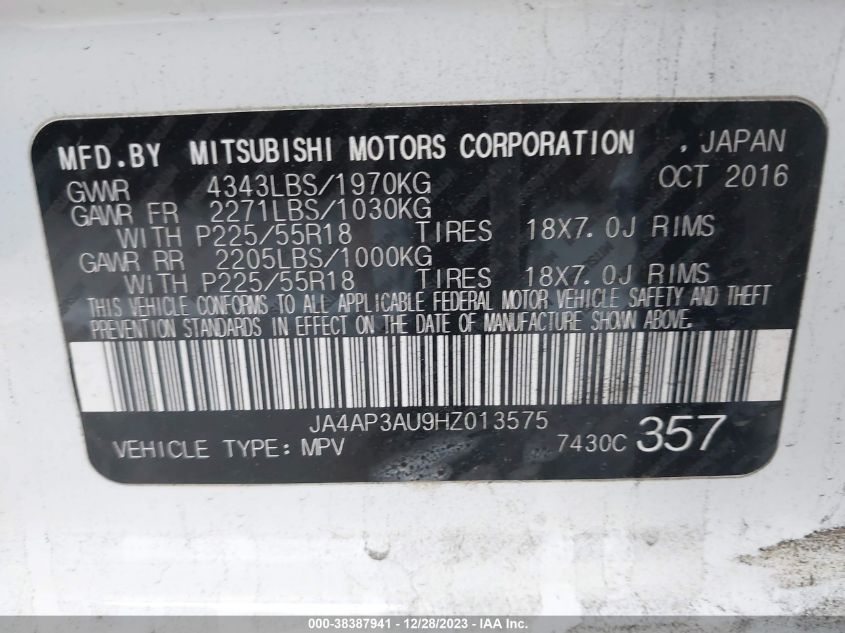 MFD.BY MITSUBISHI MOTORS CORPORATION , JAPAN
GVWR 4343LBS/1970KG OCT 2016
GAWR FR 2271LBS/1030KG
WITH P225/55R18 TIRES 18X7.0J RIMS
GAWR RR 2205LBS/1000KG
WITH P225/55R18 TIRES 18X7.0J RIMS
THIS VEHICLE CONFORMS TO ALL APPLICABLE FEDERAL MOTOR VEHICLE SAFETY AND THEFT
PREVENTION STANDARDS IN EFFECT ON THE DATE OF MANUFACTURE SHOWN ABOVE.
JA4AP3AU9HZ013575
VEHICLE TYPE: MPV 7430C 357
000-38387941 - 12/28/2023 - IAA Inc.